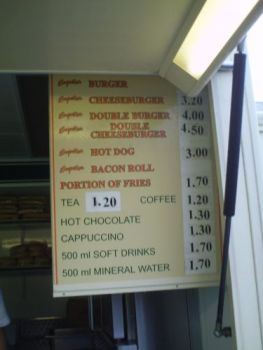 BURGER
CHEESEBURGER 3.20
DOUBLE BURGER 4.00
DOUBLE CHEESEBURGER 4.50
HOT DOG 3.00
BACON ROLL
PORTION OF FRIES 1.70
TEA 1.20 COFFEE 1.20
HOT CHOCOLATE 1.30
CAPPUCCINO 1.30
500 ml SOFT DRINKS 1.70
500 ml MINERAL WATER 1.70